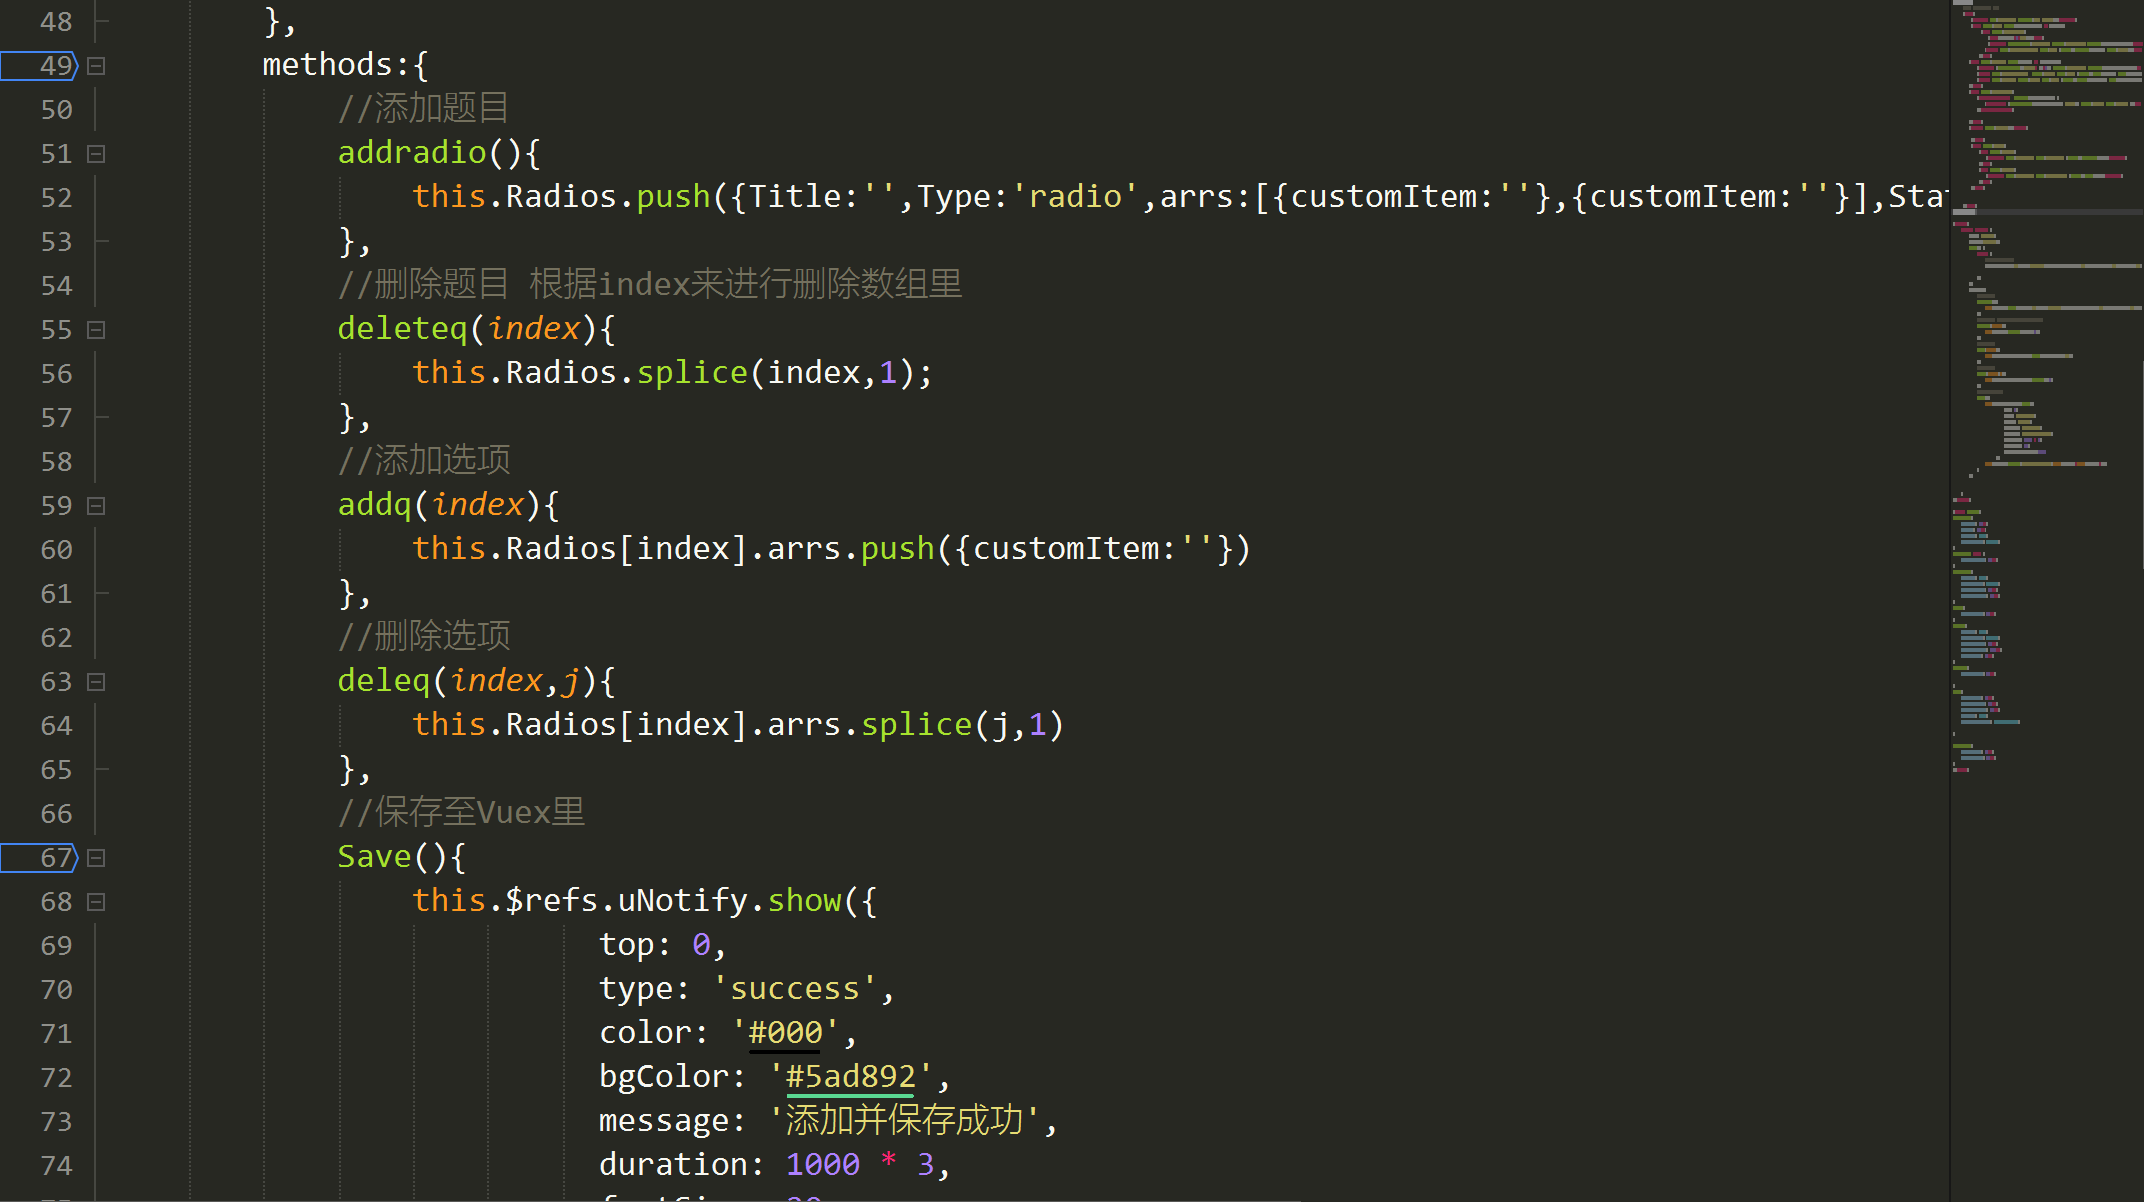 48 },
49 methods:{
50 //添加题目
51 addradio(){
52 this.Radios.push({Title:'',Type:'radio',arrs:[{customItem:''},{customItem:''}],Sta
53 },
54 //删除题目 根据index来进行删除数组里
55 deleteq(index){
56 this.Radios.splice(index,1);
57 },
58 //添加选项
59 addq(index){
60 this.Radios[index].arrs.push({customItem:''})
61 },
62 //删除选项
63 deleq(index,j){
64 this.Radios[index].arrs.splice(j,1)
65 },
66 //保存至Vuex里
67 Save(){
68 this.$refs.uNotify.show({
69 top: 0,
70 type: 'success',
71 color: '#000',
72 bgColor: '#5ad892',
73 message: '添加并保存成功',
74 duration: 1000 * 3,